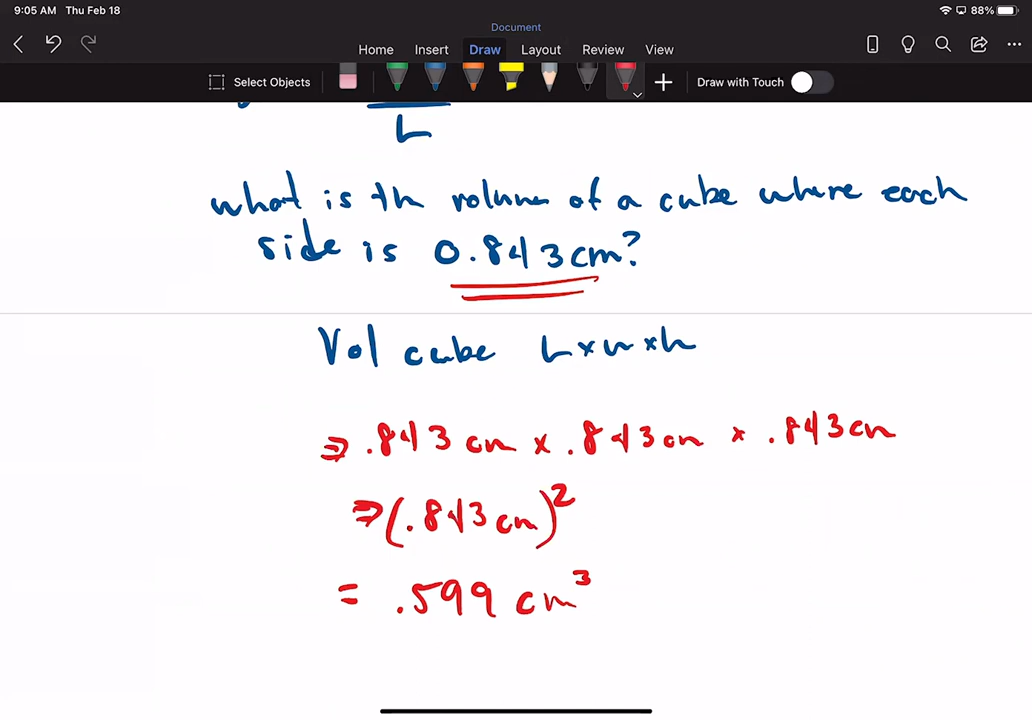 9:05 AM Thu Feb 18 88%
Document
Home Insert Draw Layout Review View
Select Objects Draw with Touch
L
what is th volume of a cube where each
side is 0.843 cm?
Vol cube L x w x h
⇒ .843 cm x .843 cm x .843 cm
⇒ (.843 cm)²
= .599 cm³